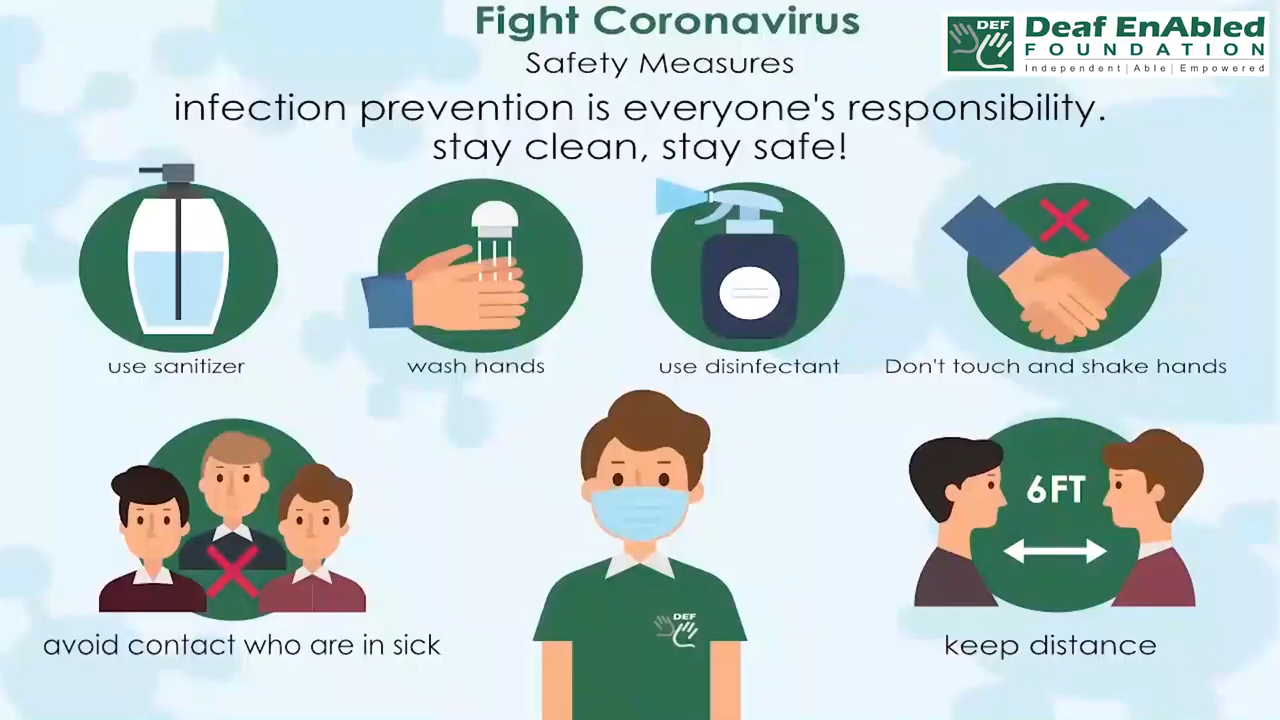 Fight Coronavirus
Safety Measures
DEF
Deaf EnAbled
FOUNDATION
Independent | Able | Empowered
infection prevention is everyone's responsibility.
stay clean, stay safe!
use sanitizer
wash hands
use disinfectant
Don't touch and shake hands
6FT
DEF
avoid contact who are in sick
keep distance